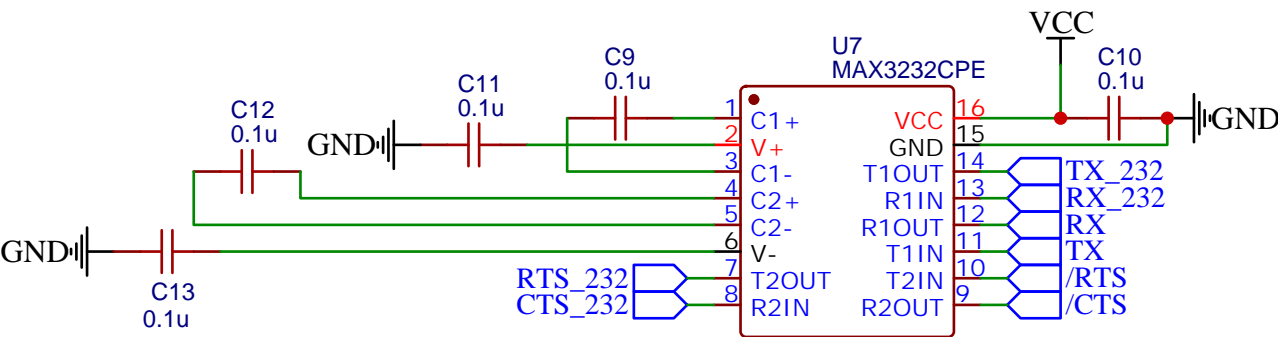 VCC
U7
MAX3232CPE
C9
0.1u
C10
0.1u
C11
0.1u
C12
0.1u
GND
GND
GND
C13
0.1u
1 C1+
2 V+
3 C1-
4 C2+
5 C2-
6 V-
7 T2OUT
8 R2IN
RTS_232
CTS_232
VCC 16
GND 15
T1OUT 14 TX_232
R1IN 13 RX_232
R1OUT 12 RX
T1IN 11 TX
T2IN 10 /RTS
R2OUT 9 /CTS